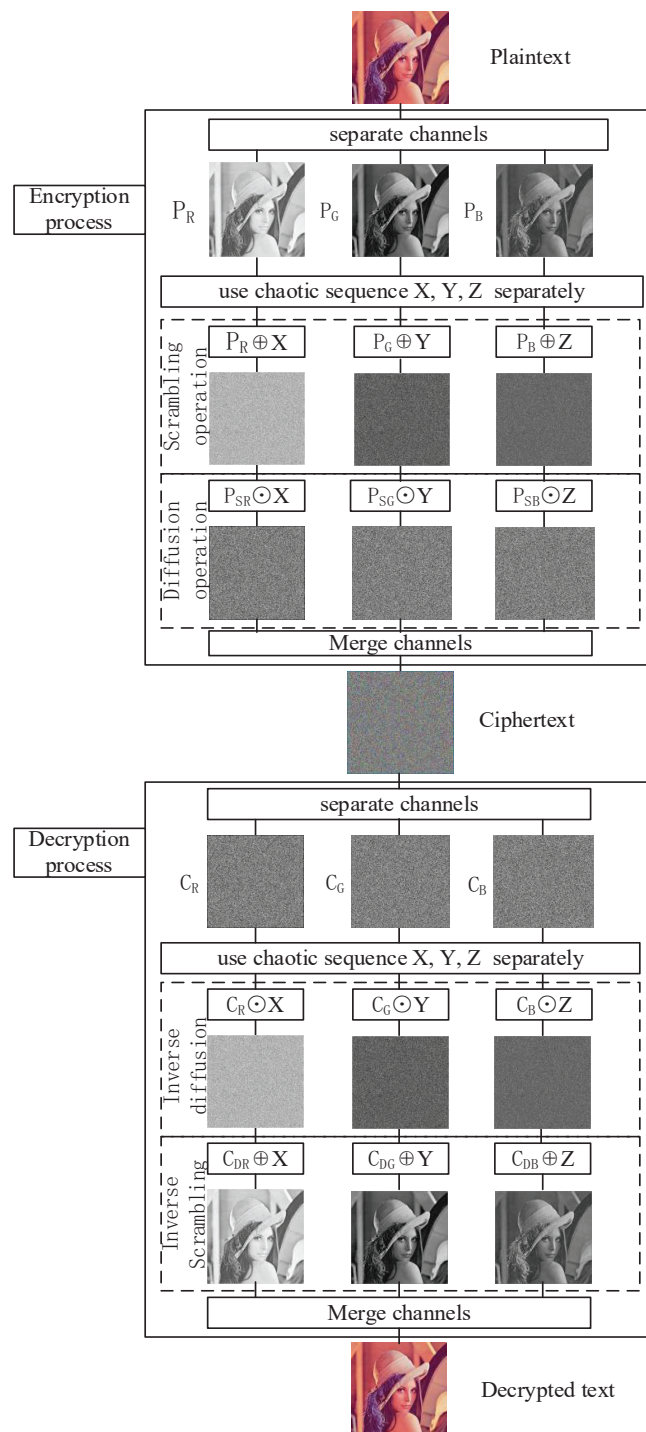 Plaintext
separate channels
Encryption
process
P_R
P_G
P_B
use chaotic sequence X, Y, Z separately
Scrambling
operation
P_R⊕X
P_G⊕Y
P_B⊕Z
Diffusion
operation
P_SR⊙X
P_SG⊙Y
P_SB⊙Z
Merge channels
Ciphertext
separate channels
Decryption
process
C_R
C_G
C_B
use chaotic sequence X, Y, Z separately
Inverse
diffusion
C_R⊙X
C_G⊙Y
C_B⊙Z
Inverse
Scrambling
C_DR⊕X
C_DG⊕Y
C_DB⊕Z
Merge channels
Decrypted text